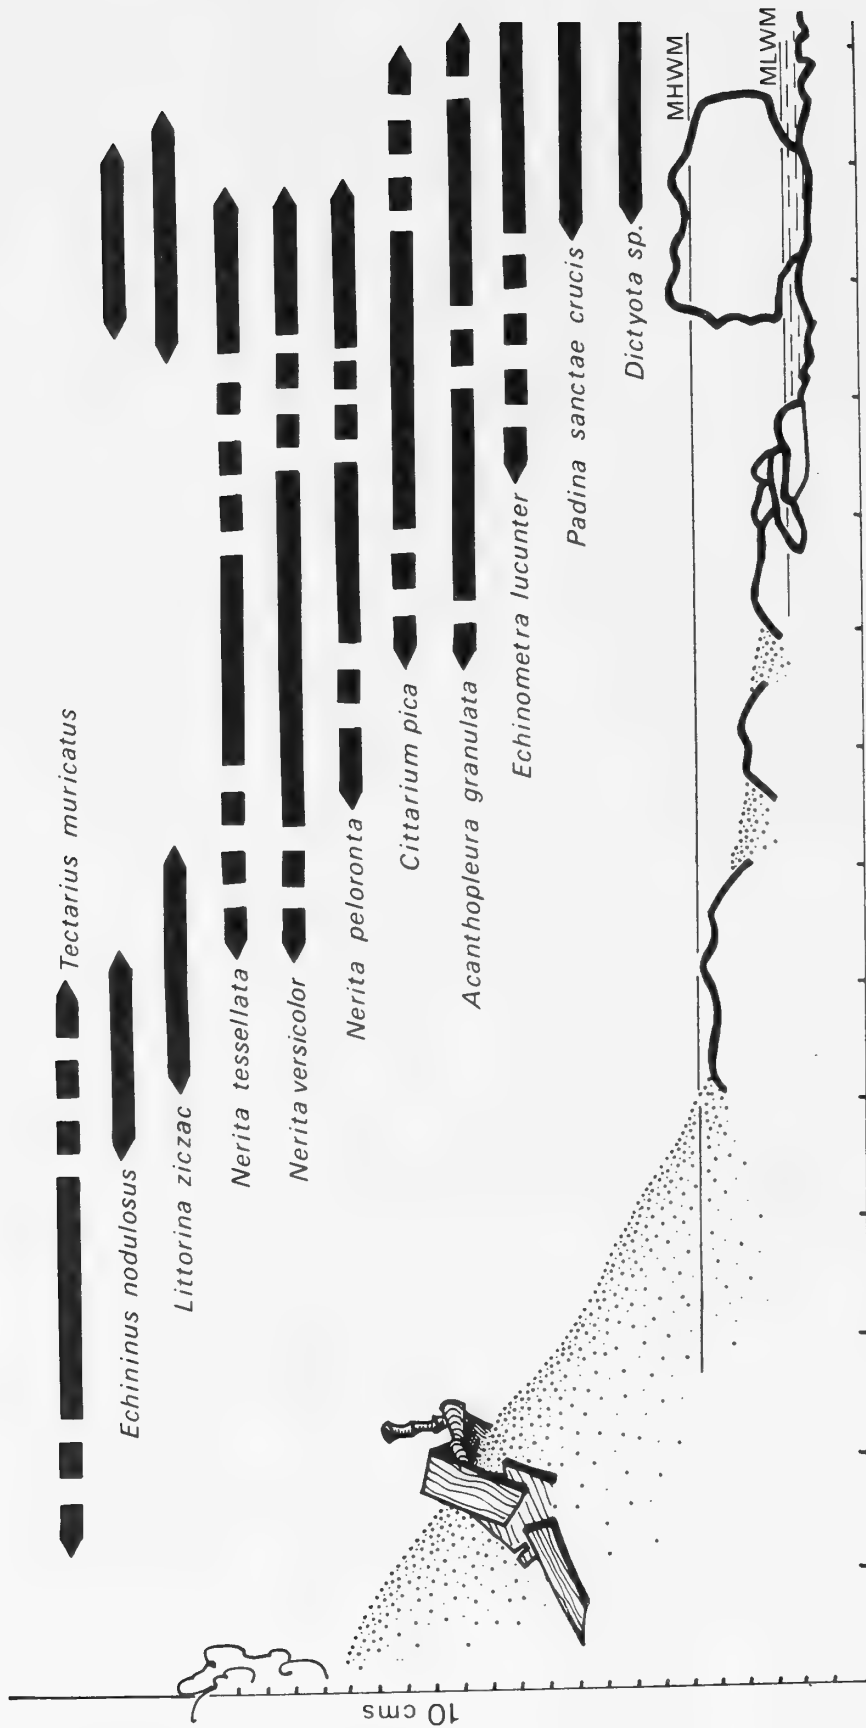 Tectarius muricatus
Echininus nodulosus
Littorina ziczac
Nerita tessellata
Nerita versicolor
Nerita peloronta
Cittarium pica
Acanthopleura granulata
Echinometra lucunter
Padina sanctae crucis
Dictyota sp.
MHWM
MLWM
10 cms